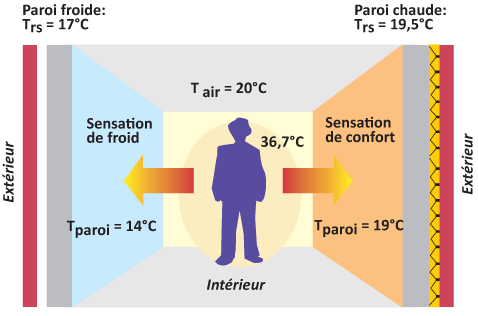 Paroi froide:
Trs = 17°C
Paroi chaude:
Trs = 19,5°C
T air = 20°C
Sensation
de froid
36,7°C
Sensation
de confort
Extérieur
Extérieur
Tparoi = 14°C
Tparoi = 19°C
Intérieur